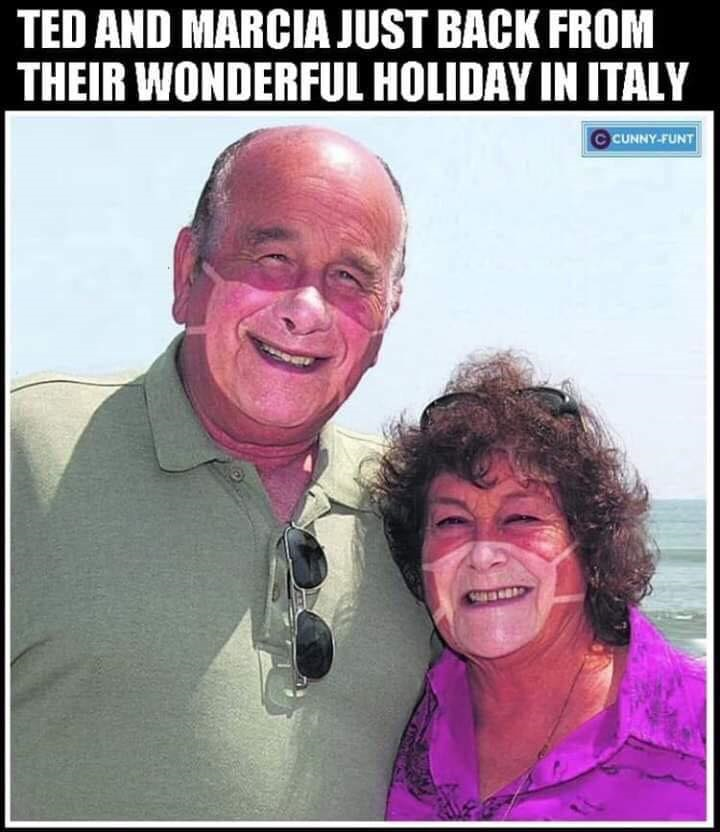 TED AND MARCIA JUST BACK FROM
THEIR WONDERFUL HOLIDAY IN ITALY
C CUNNY-FUNT